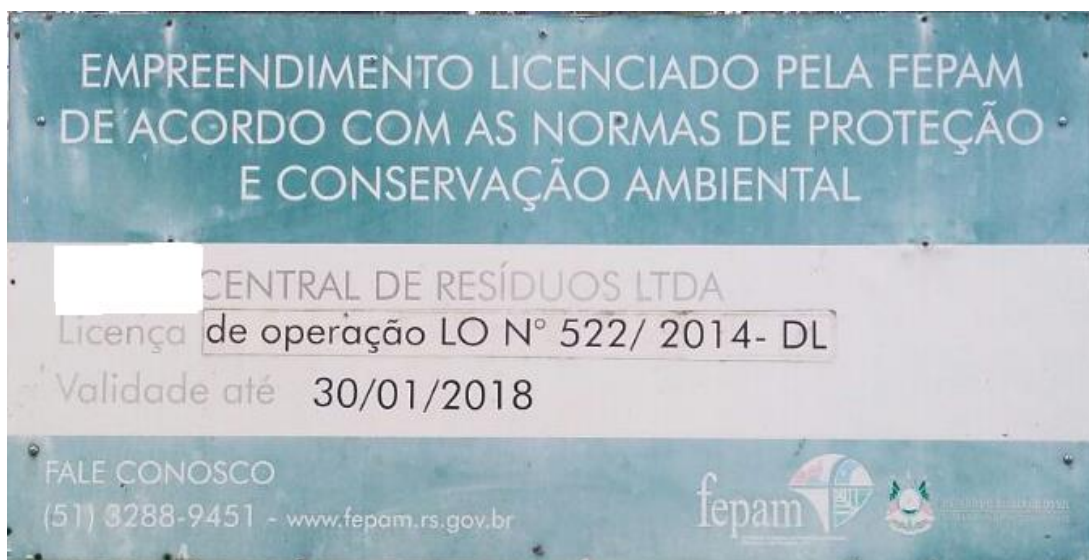 EMPREENDIMENTO LICENCIADO PELA FEPAM
DE ACORDO COM AS NORMAS DE PROTEÇÃO
E CONSERVAÇÃO AMBIENTAL
CENTRAL DE RESÍDUOS LTDA
Licença de operação LO Nº 522/ 2014- DL
Validade até 30/01/2018
FALE CONOSCO
(51) 3288-9451 - www.fepam.rs.gov.br
fepam